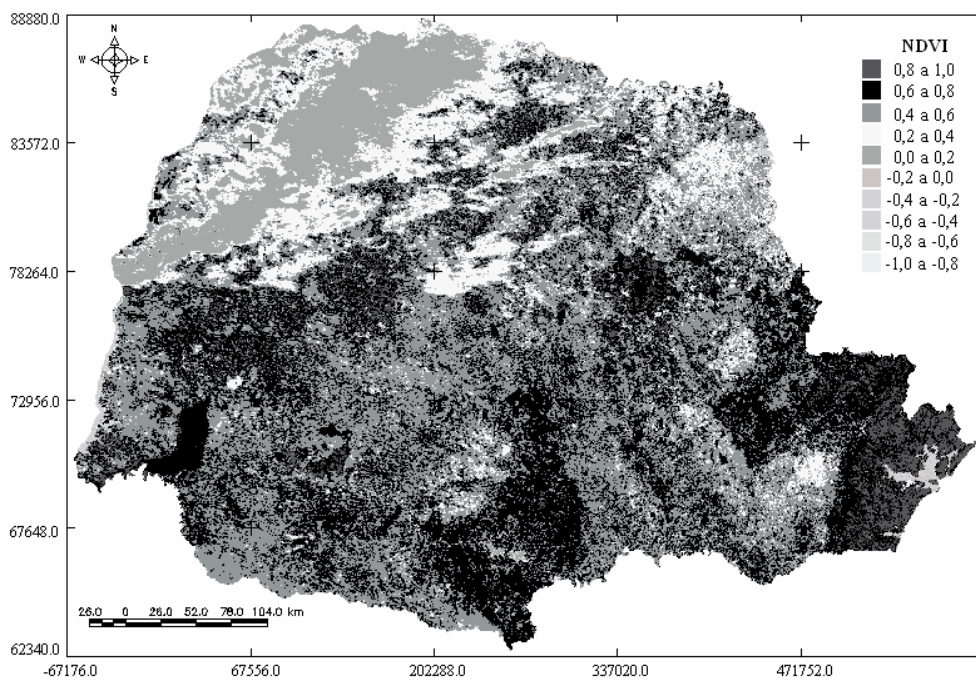 88880.0
83572.0
78264.0
72956.0
67648.0
62340.0
N
W E
S
NDVI
0,8 a 1,0
0,6 a 0,8
0,4 a 0,6
0,2 a 0,4
0,0 a 0,2
-0,2 a 0,0
-0,4 a -0,2
-0,6 a -0,4
-0,8 a -0,6
-1,0 a -0,8
26.0 0 26.0 52.0 78.0 104.0 km
-67176.0 67556.0 202288.0 337020.0 471752.0